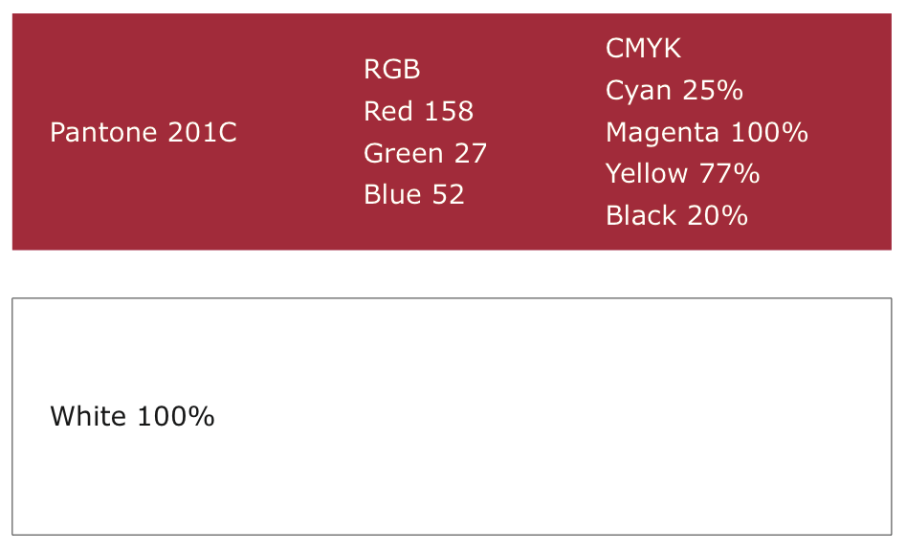 Pantone 201C
RGB
Red 158
Green 27
Blue 52
CMYK
Cyan 25%
Magenta 100%
Yellow 77%
Black 20%
White 100%